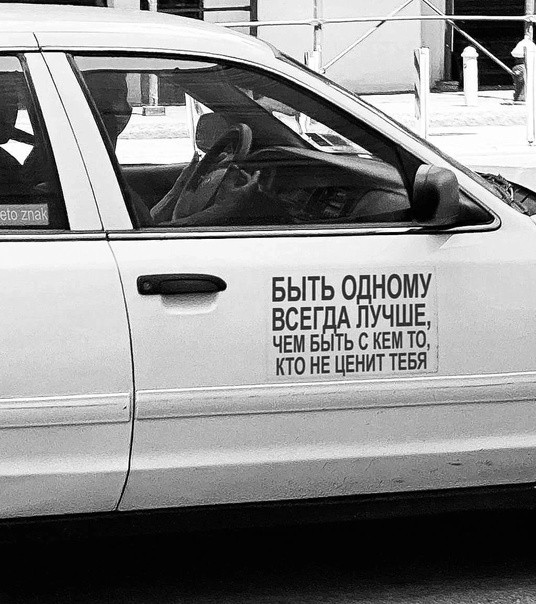 eto znak
БЫТЬ ОДНОМУ
ВСЕГДА ЛУЧШЕ,
ЧЕМ БЫТЬ С КЕМ ТО,
КТО НЕ ЦЕНИТ ТЕБЯ